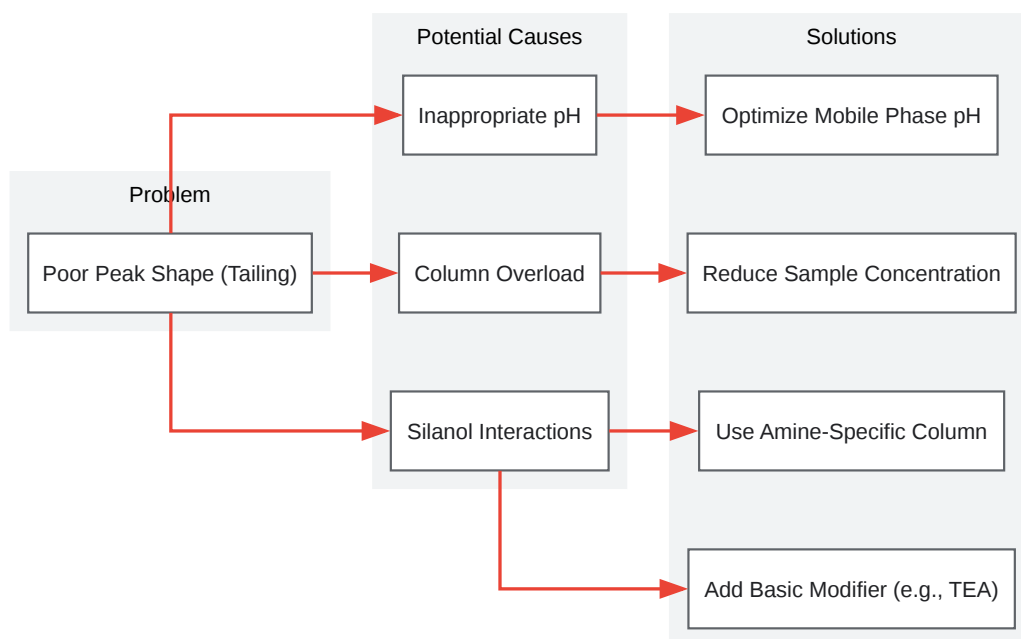 Potential Causes
Solutions
Inappropriate pH
Optimize Mobile Phase pH
Problem
Poor Peak Shape (Tailing)
Column Overload
Reduce Sample Concentration
Silanol Interactions
Use Amine-Specific Column
Add Basic Modifier (e.g., TEA)